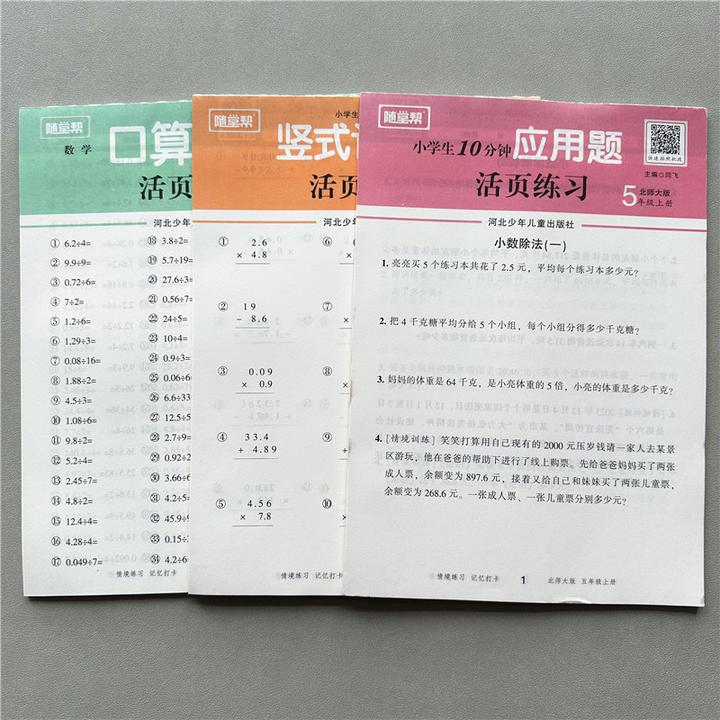 随堂帮
数学
口算
活页
河北少年
① 6.2÷4=
② 9.9÷9=
③ 0.72÷6=
④ 7÷2=
⑤ 1.2÷6=
⑥ 1.29÷3=
⑦ 0.08÷16=
⑧ 1.88÷2=
⑨ 4.5÷3=
⑩ 1.08÷6=
⑪ 9.8÷2=
⑫ 5.2÷4=
⑬ 2.45÷7=
⑭ 4.68÷2=
⑮ 12.4÷4=
⑯ 4.2÷6=
⑰ 0.049÷7=
⑱ 3.8÷2=
⑲ 5.7÷19=
⑳ 27.6÷3=
㉑ 0.56÷7=
㉒ 24÷5=
㉓ 10÷4=
㉔ 0.9÷3=
㉕ 0.06÷6
㉖ 6.6÷33
㉗ 12.5÷
㉘ 2.7÷9=
㉙ 0.92÷2
㉚ 3.66÷
㉛ 4.2÷5
㉜ 45.9÷
㉝ 0.15÷
㉞ 4.2÷6
情境练习 记忆打卡
随堂帮
小学生
竖式
活页
河北少年
① 2.6
× 4.8
② 19
- 8.6
③ 0.09
× 0.9
④ 33.4
+ 4.89
⑤ 4.56
× 7.8
⑥
⑦
×
⑧
×
⑨
⑩
×
情境练习 记忆打卡
随堂帮
小学生10分钟 应用题
活页练习
快速拍照批改
主编◎闫飞
5 北师大版
年级上册
河北少年儿童出版社
小数除法(一)
1. 亮亮买 5 个练习本共花了 2.5 元，平均每个练习本多少元?
2. 把 4 千克糖平均分给 5 个小组，每个小组分得多少千克糖?
3. 妈妈的体重是 64 千克，是小亮体重的 5 倍，小亮的体重是多少千克?
4. [情境训练] 笑笑打算用自己现有的 2000 元压岁钱请一家人去某景
区游玩，他在爸爸的帮助下进行了线上购票。先给爸爸妈妈买了两张
成人票，余额变为 897.6 元，接着又给自己和妹妹买了两张儿童票，
余额变为 268.6 元。一张成人票、一张儿童票分别多少元?
情境练习 记忆打卡
1
北师大版 五年级上册